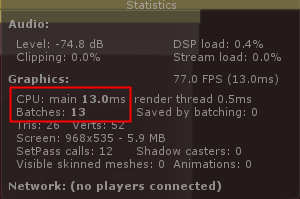 Statistics
Audio:
Level: -74.8 dB DSP load: 0.4%
Clipping: 0.0% Stream load: 0.0%
Graphics: 77.0 FPS (13.0ms)
CPU: main 13.0ms render thread 0.5ms
Batches: 13 Saved by batching: 0
Tris: 26 Verts: 52
Screen: 968x535 - 5.9 MB
SetPass calls: 12 Shadow casters: 0
Visible skinned meshes: 0 Animations: 0
Network: (no players connected)